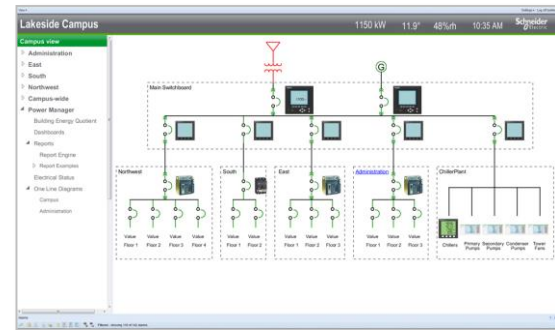 Lakeside Campus
1150 kW 11.9° 48%rh 10:35 AM Schneider Electric
Campus view
Administration
East
South
Northwest
Campus-wide
Power Manager
Building Energy Quotient
Dashboards
Reports
Report Engine
Report Examples
Electrical Status
One Line Diagrams
Campus
Administration
G
Main Switchboard
Northwest
South
East
Administration
ChillerPlant
Value Value Value Value
Floor 1 Floor 2 Floor 3 Floor 4
Value Value
Floor 1 Floor 2
Value Value Value
Floor 1 Floor 2 Floor 3
Value Value Value
Floor 1 Floor 2 Floor 3
Chillers
Primary Pumps
Secondary Pumps
Condenser Pumps
Tower Fans